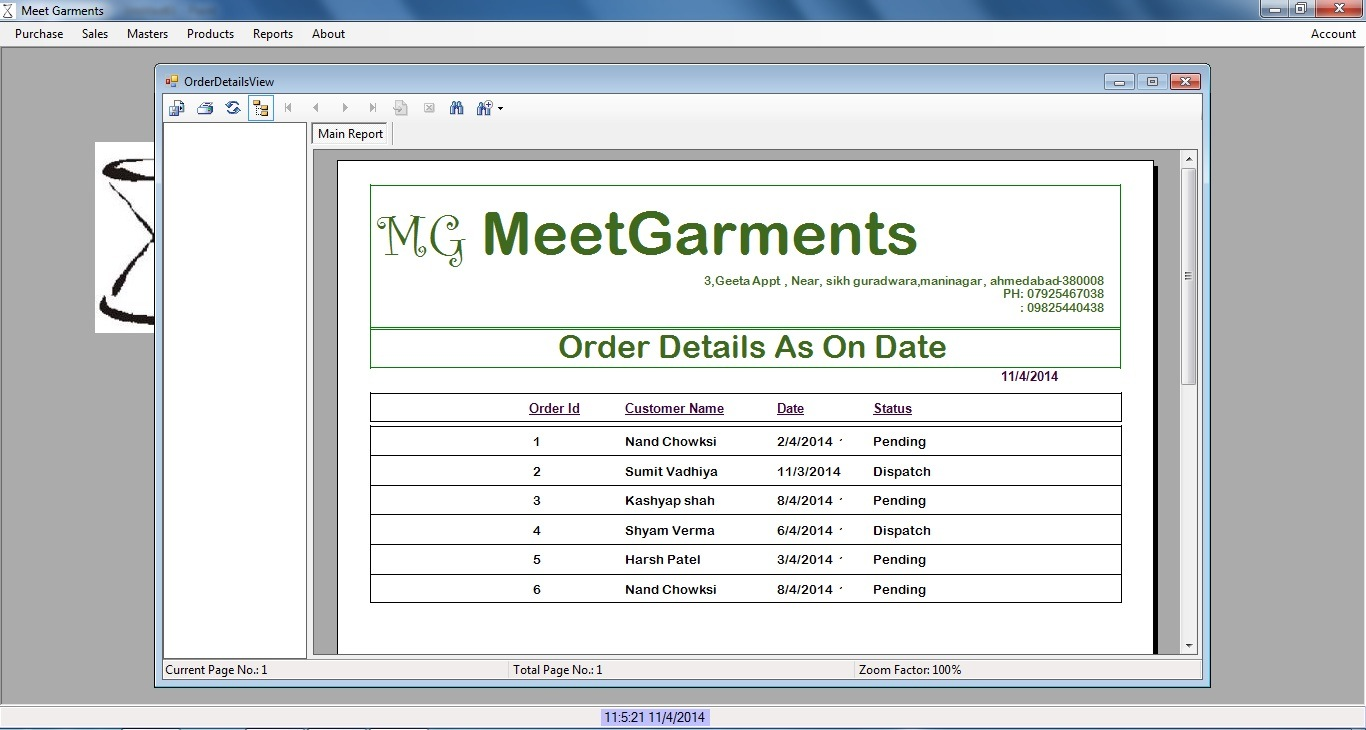 Meet Garments
Purchase Sales Masters Products Reports About Account
OrderDetailsView
Main Report
MG MeetGarments
3,Geeta Appt , Near, sikh guradwara,maninagar, ahmedabad-380008
PH: 07925467038
: 09825440438
Order Details As On Date
11/4/2014
Order Id Customer Name Date Status
1 Nand Chowksi 2/4/2014 Pending
2 Sumit Vadhiya 11/3/2014 Dispatch
3 Kashyap shah 8/4/2014 Pending
4 Shyam Verma 6/4/2014 Dispatch
5 Harsh Patel 3/4/2014 Pending
6 Nand Chowksi 8/4/2014 Pending
Current Page No.: 1 Total Page No.: 1 Zoom Factor: 100%
11:5:21 11/4/2014